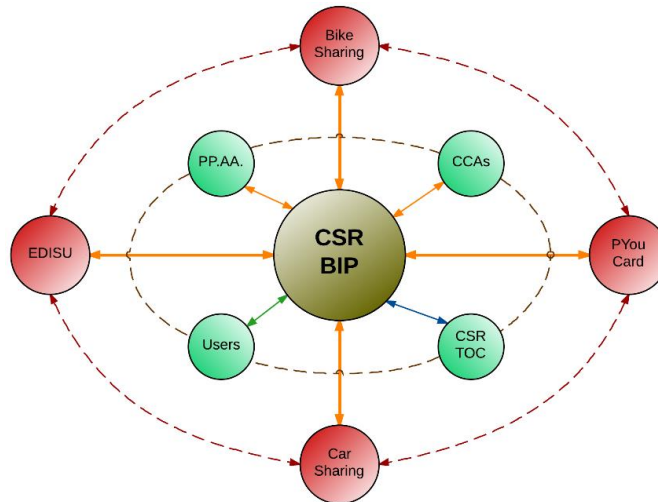 Bike
Sharing
PP.AA.
CCAs
EDISU
CSR
BIP
PYou
Card
Users
CSR
TOC
Car
Sharing